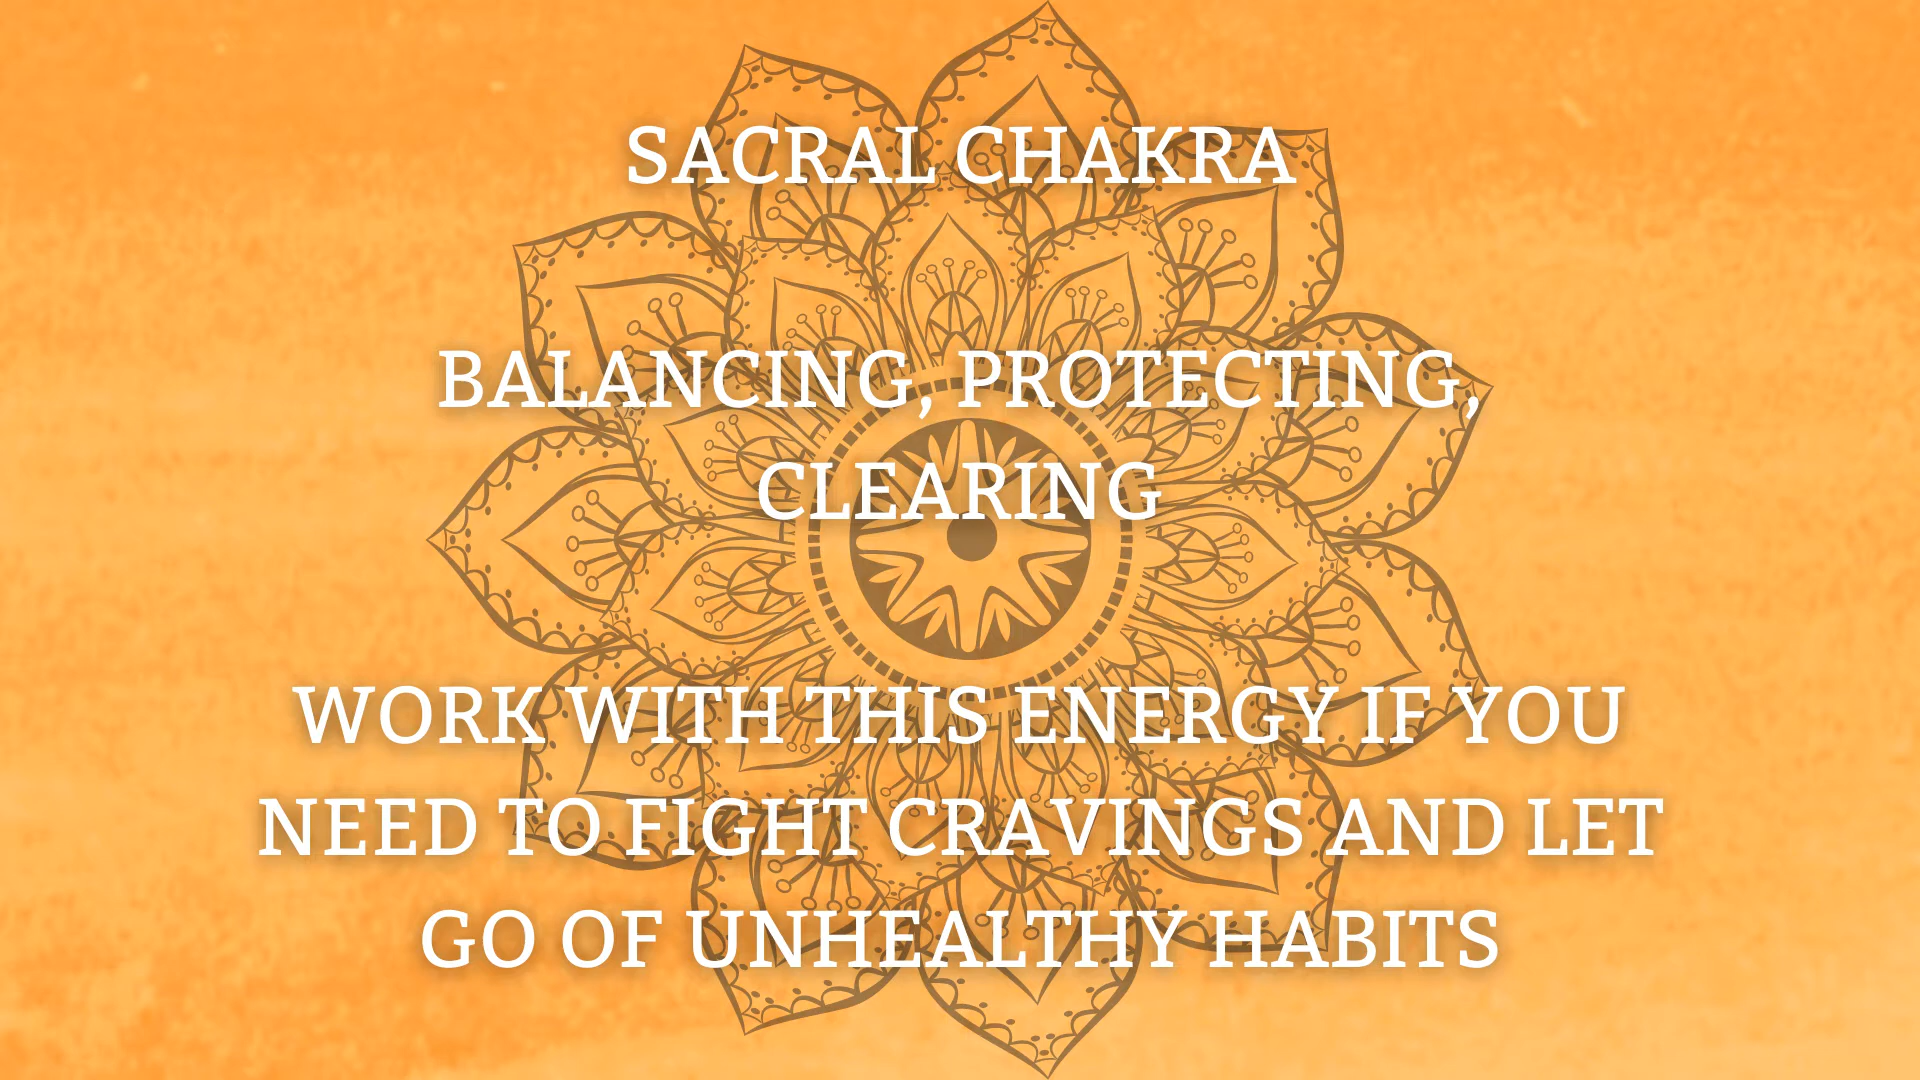 SACRAL CHAKRA
BALANCING, PROTECTING,
CLEARING
WORK WITH THIS ENERGY IF YOU
NEED TO FIGHT CRAVINGS AND LET
GO OF UNHEALTHY HABITS